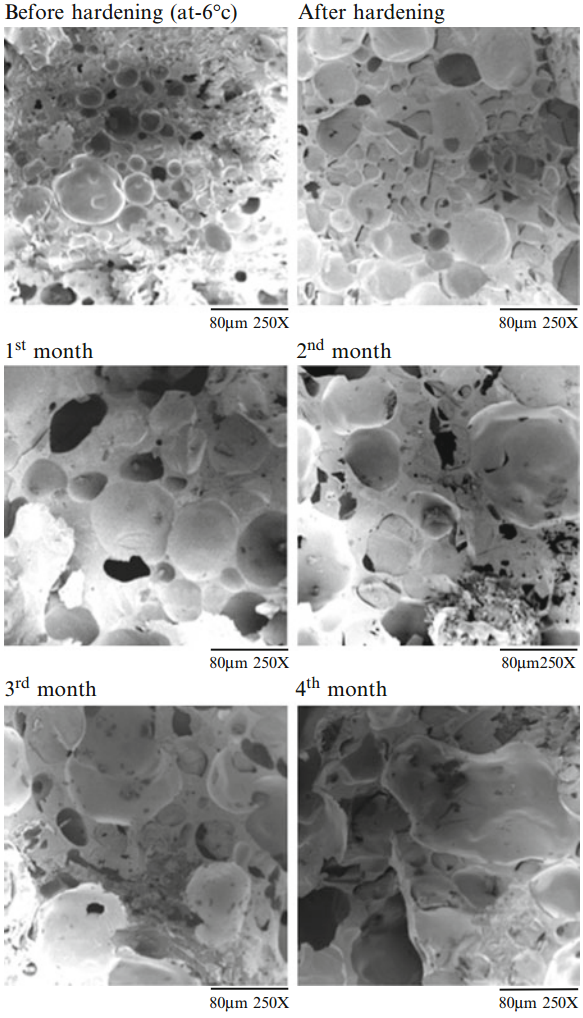 Before hardening (at-6°c)
After hardening
80µm 250X
80µm 250X
1st month
2nd month
80µm 250X
80µm250X
3rd month
4th month
80µm 250X
80µm 250X